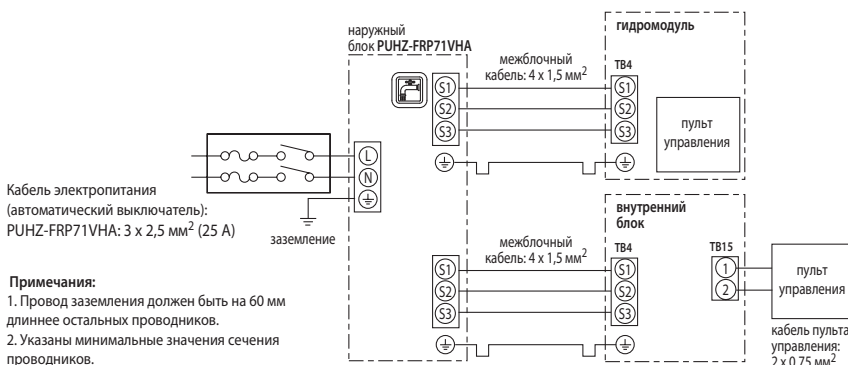 наружный
блок PUHZ-FRP71VHA
S1
S2
S3
межблочный
кабель: 4 x 1,5 мм²
гидромодуль
TB4
S1
S2
S3
пульт
управления
L
N
заземление
Кабель электропитания
(автоматический выключатель):
PUHZ-FRP71VHA: 3 x 2,5 мм² (25 А)
Примечания:
1. Провод заземления должен быть на 60 мм
длиннее остальных проводников.
2. Указаны минимальные значения сечения
проводников.
S1
S2
S3
межблочный
кабель: 4 x 1,5 мм²
внутренний
блок
TB4
S1
S2
S3
TB15
1
2
пульт
управления
кабель пульта
управления:
2 x 0,75 мм²